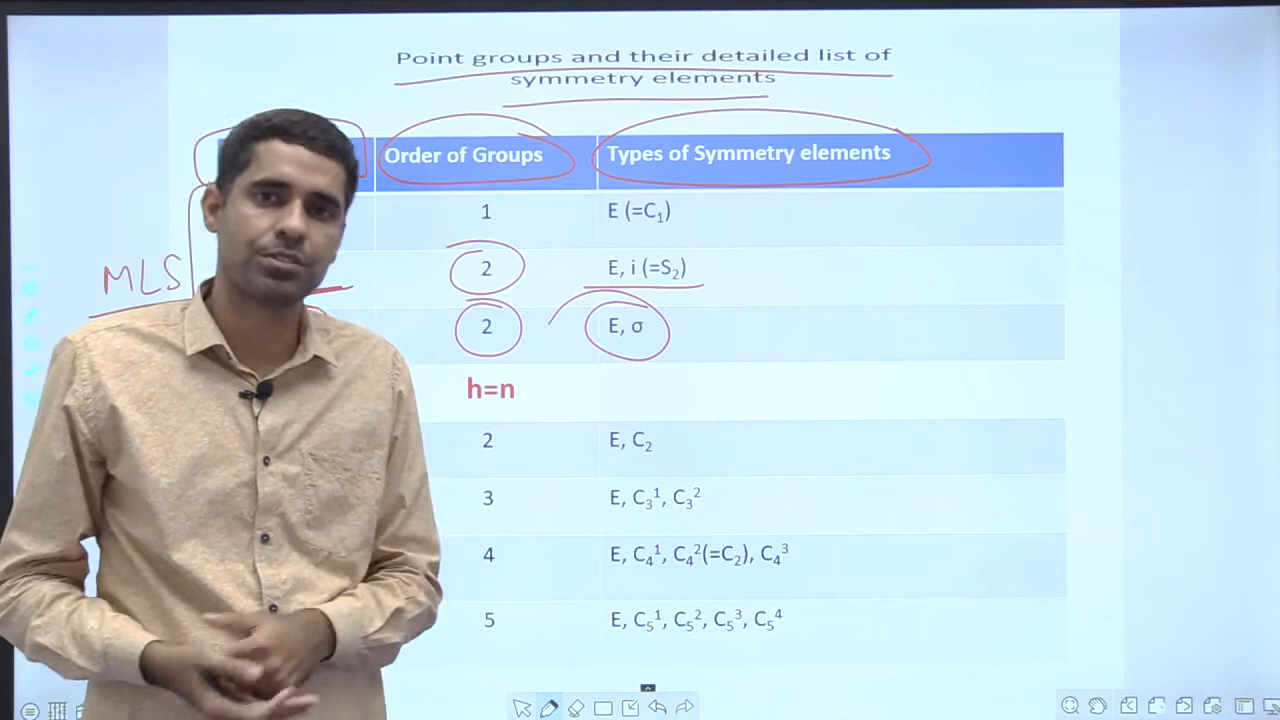 Point groups and their detailed list of
symmetry elements
Order of Groups Types of Symmetry elements
1 E (=C₁)
MLS
2 E, i (=S₂)
2 E, σ
h=n
2 E, C₂
3 E, C₃¹, C₃²
4 E, C₄¹, C₄²(=C₂), C₄³
5 E, C₅¹, C₅², C₅³, C₅⁴